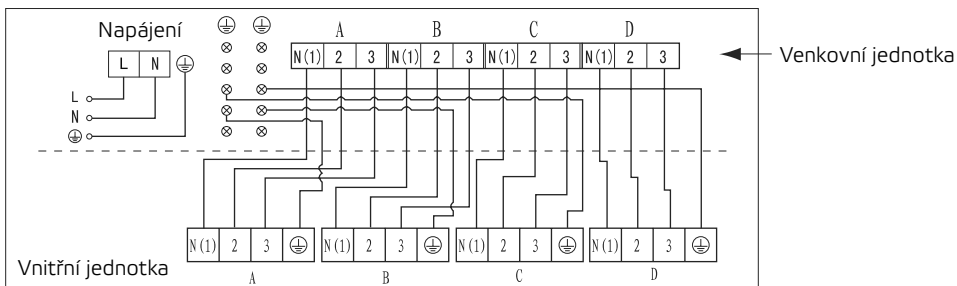 Napájení
L N
L
N
A B C D
N(1) 2 3 N(1) 2 3 N(1) 2 3 N(1) 2 3
Venkovní jednotka
N(1) 2 3 N(1) 2 3 N(1) 2 3 N(1) 2 3
Vnitřní jednotka
A B C D